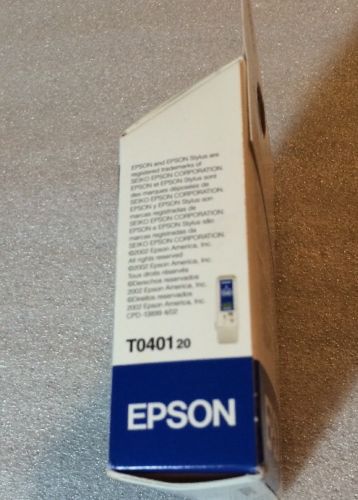 EPSON and EPSON Stylus are
registered trademarks of
SEIKO EPSON CORPORATION.
EPSON et EPSON Stylus sont
des marques déposées de
SEIKO EPSON CORPORATION.
EPSON y EPSON Stylus son
marcas registradas de
SEIKO EPSON CORPORATION.
EPSON e EPSON Stylus são
marcas registradas da
SEIKO EPSON CORPORATION.
©2002 Epson America, Inc.
All rights reserved
©2002 Epson America, Inc.
Tous droits réservés
©Derechos reservados
2002 Epson America, Inc.
©Direitos reservados
2002 Epson America, Inc.
T040120
EPSON